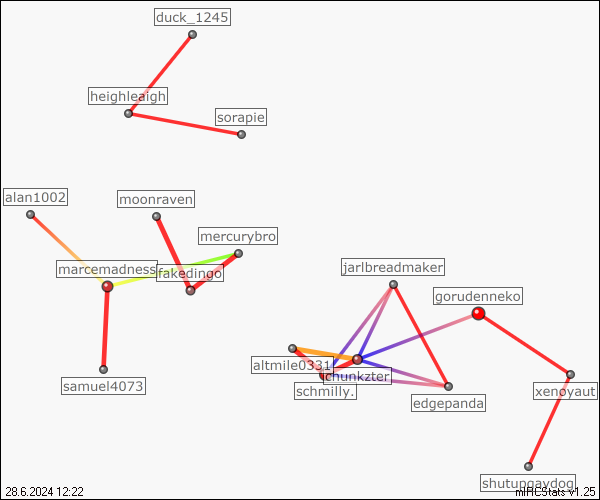 duck_1245
heighleaigh
sorapie
alan1002
moonraven
mercurybro
marcemadness
fakedingo
jarlbreadmaker
gorudenneko
altmile0331
chunkzter
samuel4073
schmilly.
xenoyaut
edgepanda
shutupgaydog
28.6.2024 12:22
mIRCStats v1.25